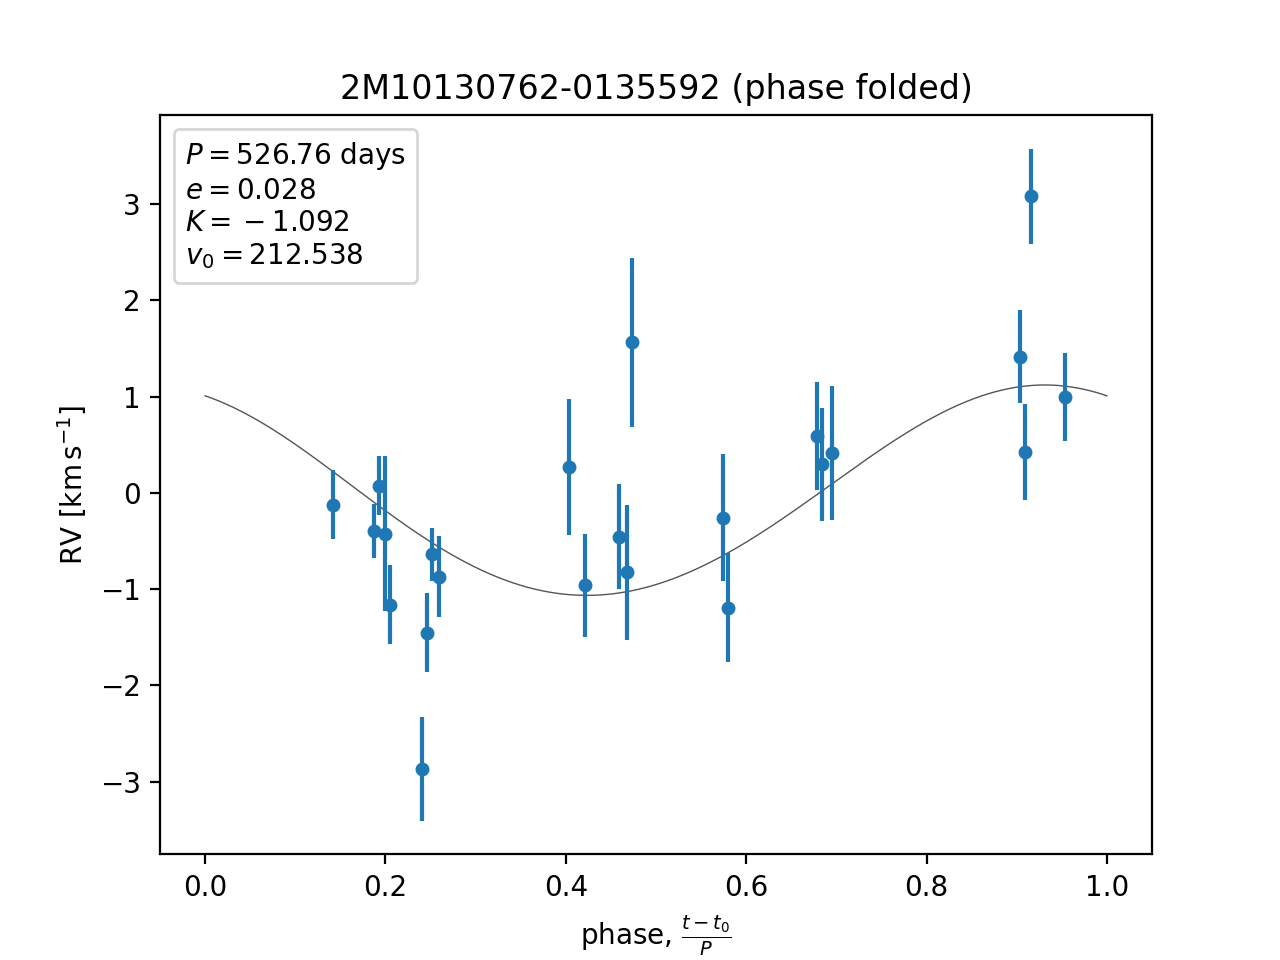 2M10130762-0135592 (phase folded)
P = 526.76 days
e = 0.028
K = −1.092
v₀ = 212.538
RV [km s⁻¹]
3
2
1
0
−1
−2
−3
0.0 0.2 0.4 0.6 0.8 1.0
phase, (t − t₀)/P